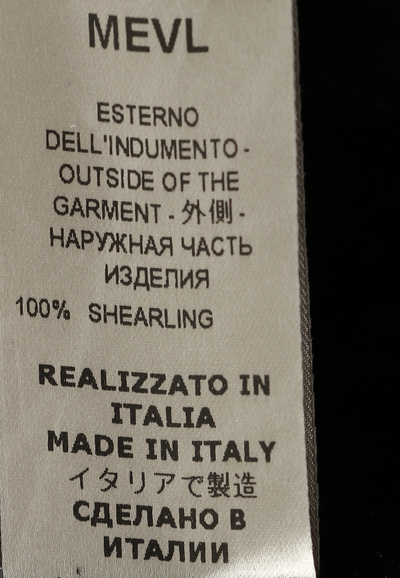 MEVL
ESTERNO
DELL'INDUMENTO -
OUTSIDE OF THE
GARMENT - 外側 -
НАРУЖНАЯ ЧАСТЬ
ИЗДЕЛИЯ
100% SHEARLING
REALIZZATO IN
ITALIA
MADE IN ITALY
イタリアで製造
СДЕЛАНО В
ИТАЛИИ